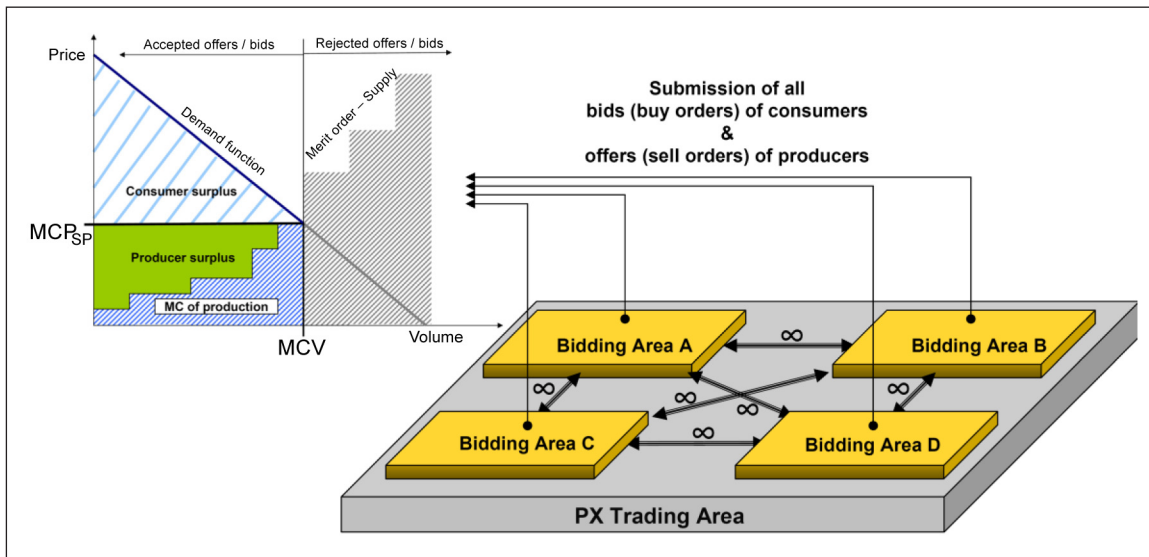 Price
Accepted offers / bids
Rejected offers / bids
Demand function
Merit order – Supply
Consumer surplus
MCP SP
Producer surplus
MC of production
MCV
Volume
Submission of all
bids (buy orders) of consumers
&
offers (sell orders) of producers
Bidding Area A
∞
Bidding Area B
∞
∞
∞
∞
Bidding Area C
∞
Bidding Area D
PX Trading Area